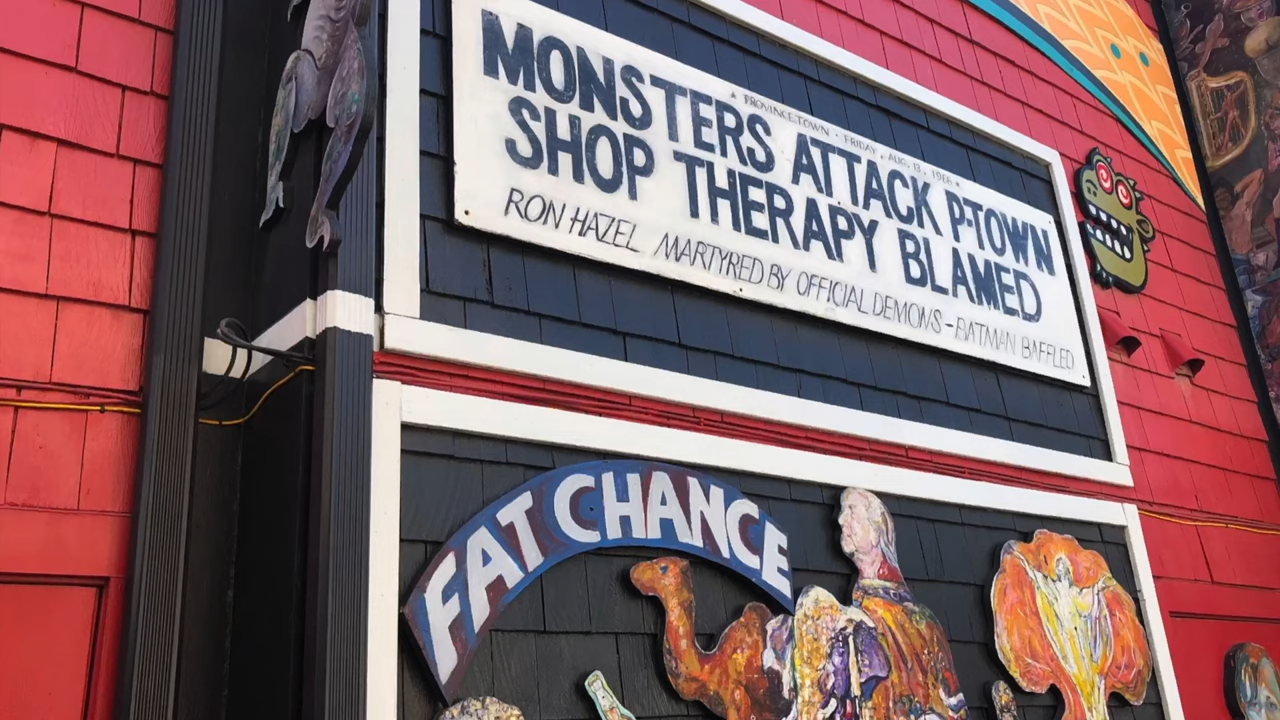 ★ PROVINCETOWN · FRIDAY, AUG. 13,
MONSTERS ATTACK P-TOWN
SHOP THERAPY BLAMED
RON HAZEL MARTYRED BY OFFICIAL DEMONS - BATMAN BAFFLED
FAT CHANCE